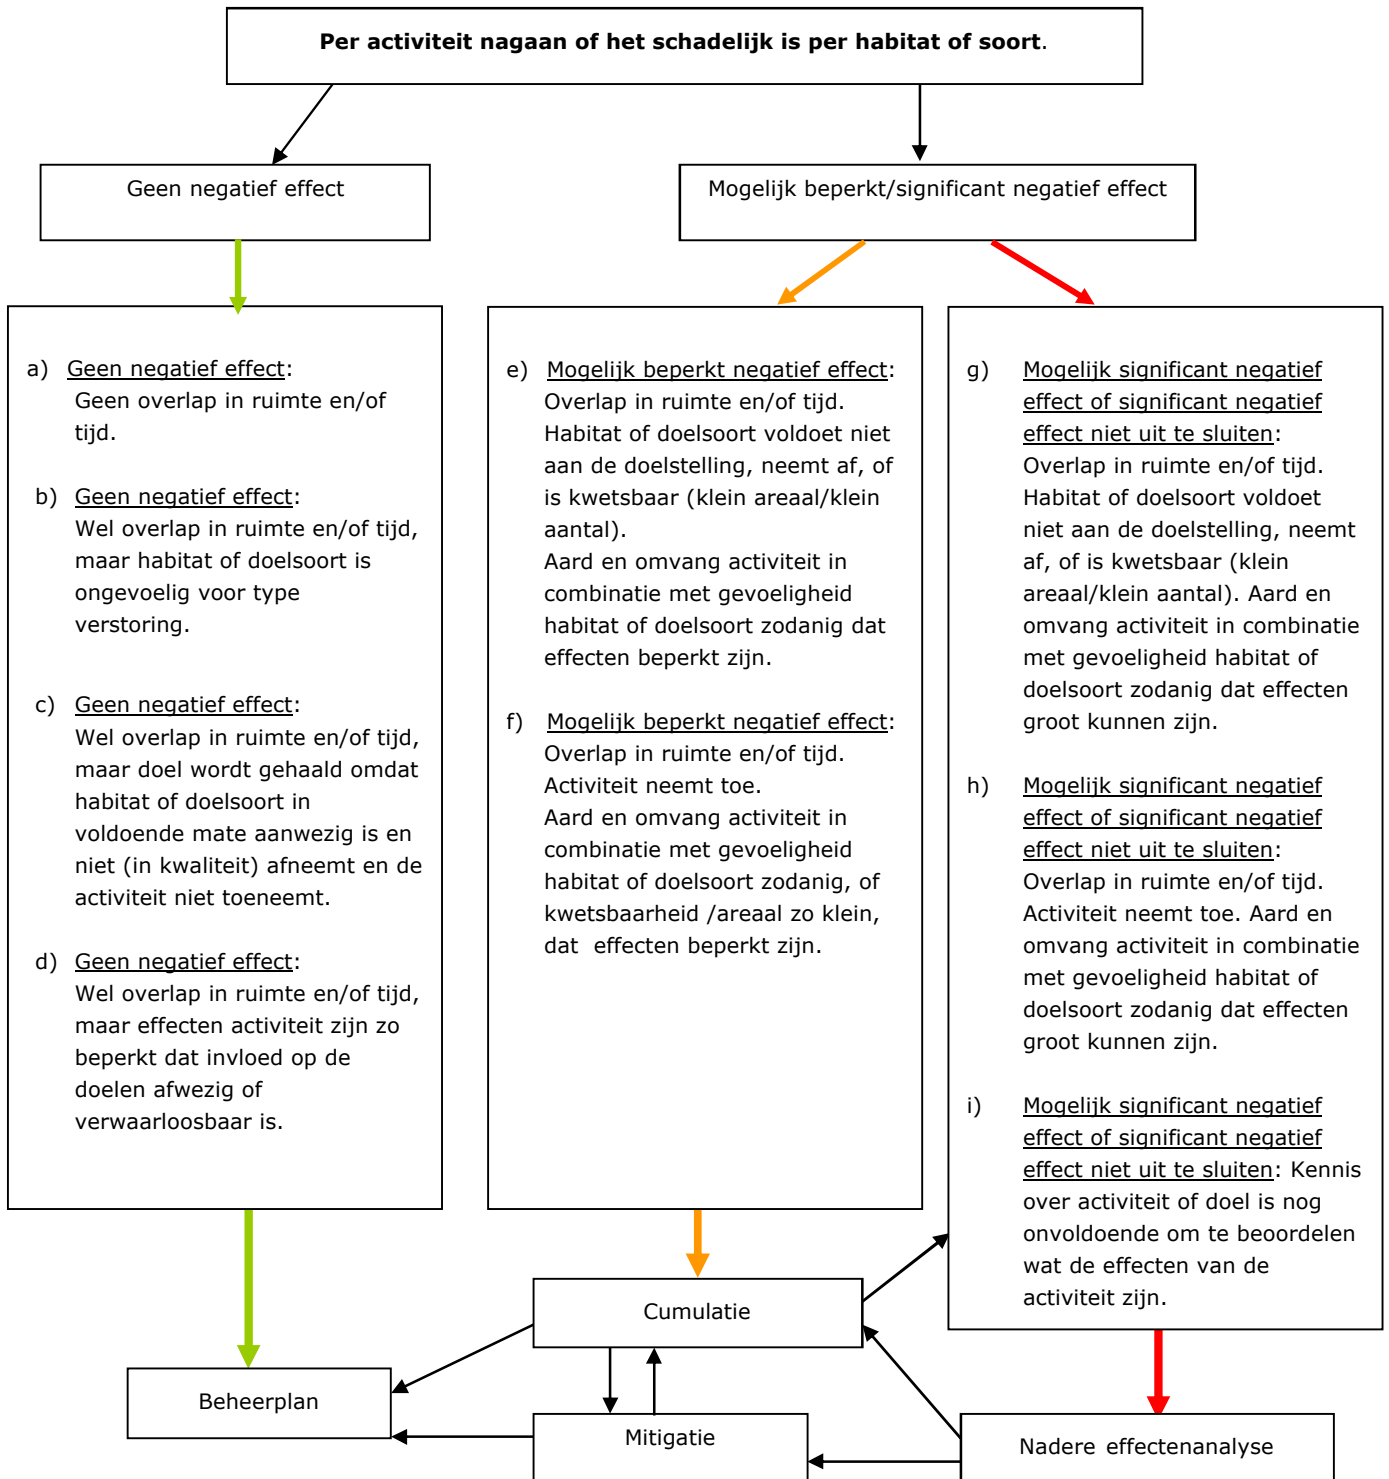 Per activiteit nagaan of het schadelijk is per habitat of soort.
Geen negatief effect
Mogelijk beperkt/significant negatief effect
a) Geen negatief effect:
Geen overlap in ruimte en/of
tijd.
b) Geen negatief effect:
Wel overlap in ruimte en/of tijd,
maar habitat of doelsoort is
ongevoelig voor type
verstoring.
c) Geen negatief effect:
Wel overlap in ruimte en/of tijd,
maar doel wordt gehaald omdat
habitat of doelsoort in
voldoende mate aanwezig is en
niet (in kwaliteit) afneemt en de
activiteit niet toeneemt.
d) Geen negatief effect:
Wel overlap in ruimte en/of tijd,
maar effecten activiteit zijn zo
beperkt dat invloed op de
doelen afwezig of
verwaarloosbaar is.
e) Mogelijk beperkt negatief effect:
Overlap in ruimte en/of tijd.
Habitat of doelsoort voldoet niet
aan de doelstelling, neemt af, of
is kwetsbaar (klein areaal/klein
aantal).
Aard en omvang activiteit in
combinatie met gevoeligheid
habitat of doelsoort zodanig dat
effecten beperkt zijn.
f) Mogelijk beperkt negatief effect:
Overlap in ruimte en/of tijd.
Activiteit neemt toe.
Aard en omvang activiteit in
combinatie met gevoeligheid
habitat of doelsoort zodanig, of
kwetsbaarheid /areaal zo klein,
dat effecten beperkt zijn.
g) Mogelijk significant negatief
effect of significant negatief
effect niet uit te sluiten:
Overlap in ruimte en/of tijd.
Habitat of doelsoort voldoet
niet aan de doelstelling, neemt
af, of is kwetsbaar (klein
areaal/klein aantal). Aard en
omvang activiteit in combinatie
met gevoeligheid habitat of
doelsoort zodanig dat effecten
groot kunnen zijn.
h) Mogelijk significant negatief
effect of significant negatief
effect niet uit te sluiten:
Overlap in ruimte en/of tijd.
Activiteit neemt toe. Aard en
omvang activiteit in combinatie
met gevoeligheid habitat of
doelsoort zodanig dat effecten
groot kunnen zijn.
i) Mogelijk significant negatief
effect of significant negatief
effect niet uit te sluiten: Kennis
over activiteit of doel is nog
onvoldoende om te beoordelen
wat de effecten van de
activiteit zijn.
Cumulatie
Beheerplan
Mitigatie
Nadere effectenanalyse